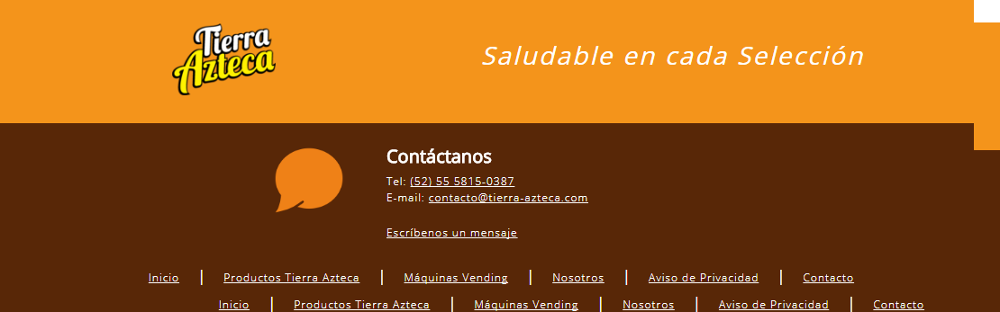 Tierra
Azteca
Saludable en cada Selección
Contáctanos
Tel: (52) 55 5815-0387
E-mail: contacto@tierra-azteca.com
Escríbenos un mensaje
Inicio | Productos Tierra Azteca | Máquinas Vending | Nosotros | Aviso de Privacidad | Contacto
Inicio | Productos Tierra Azteca | Máquinas Vending | Nosotros | Aviso de Privacidad | Contacto